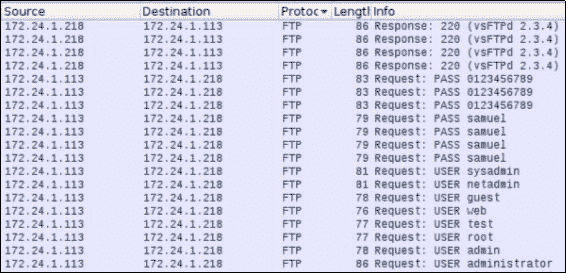 Source Destination Protoc Lengtl Info
172.24.1.218 172.24.1.113 FTP 86 Response: 220 (vsFTPd 2.3.4)
172.24.1.218 172.24.1.113 FTP 86 Response: 220 (vsFTPd 2.3.4)
172.24.1.218 172.24.1.113 FTP 86 Response: 220 (vsFTPd 2.3.4)
172.24.1.218 172.24.1.113 FTP 86 Response: 220 (vsFTPd 2.3.4)
172.24.1.113 172.24.1.218 FTP 83 Request: PASS 0123456789
172.24.1.113 172.24.1.218 FTP 83 Request: PASS 0123456789
172.24.1.113 172.24.1.218 FTP 83 Request: PASS 0123456789
172.24.1.113 172.24.1.218 FTP 79 Request: PASS samuel
172.24.1.113 172.24.1.218 FTP 79 Request: PASS samuel
172.24.1.113 172.24.1.218 FTP 79 Request: PASS samuel
172.24.1.113 172.24.1.218 FTP 79 Request: PASS samuel
172.24.1.113 172.24.1.218 FTP 81 Request: USER sysadmin
172.24.1.113 172.24.1.218 FTP 81 Request: USER netadmin
172.24.1.113 172.24.1.218 FTP 78 Request: USER guest
172.24.1.113 172.24.1.218 FTP 76 Request: USER web
172.24.1.113 172.24.1.218 FTP 77 Request: USER test
172.24.1.113 172.24.1.218 FTP 77 Request: USER root
172.24.1.113 172.24.1.218 FTP 78 Request: USER admin
172.24.1.113 172.24.1.218 FTP 86 Request: USER administrator